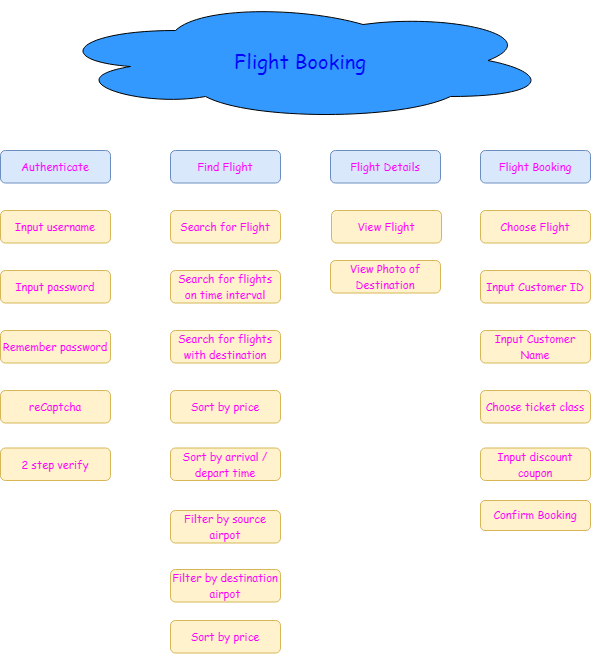 Flight Booking
Authenticate
Input username
Input password
Remember password
reCaptcha
2 step verify
Find Flight
Search for Flight
Search for flights
on time interval
Search for flights
with destination
Sort by price
Sort by arrival /
depart time
Filter by source
airpot
Filter by destination
airpot
Sort by price
Flight Details
View Flight
View Photo of
Destination
Flight Booking
Choose Flight
Input Customer ID
Input Customer
Name
Choose ticket class
Input discount
coupon
Confirm Booking